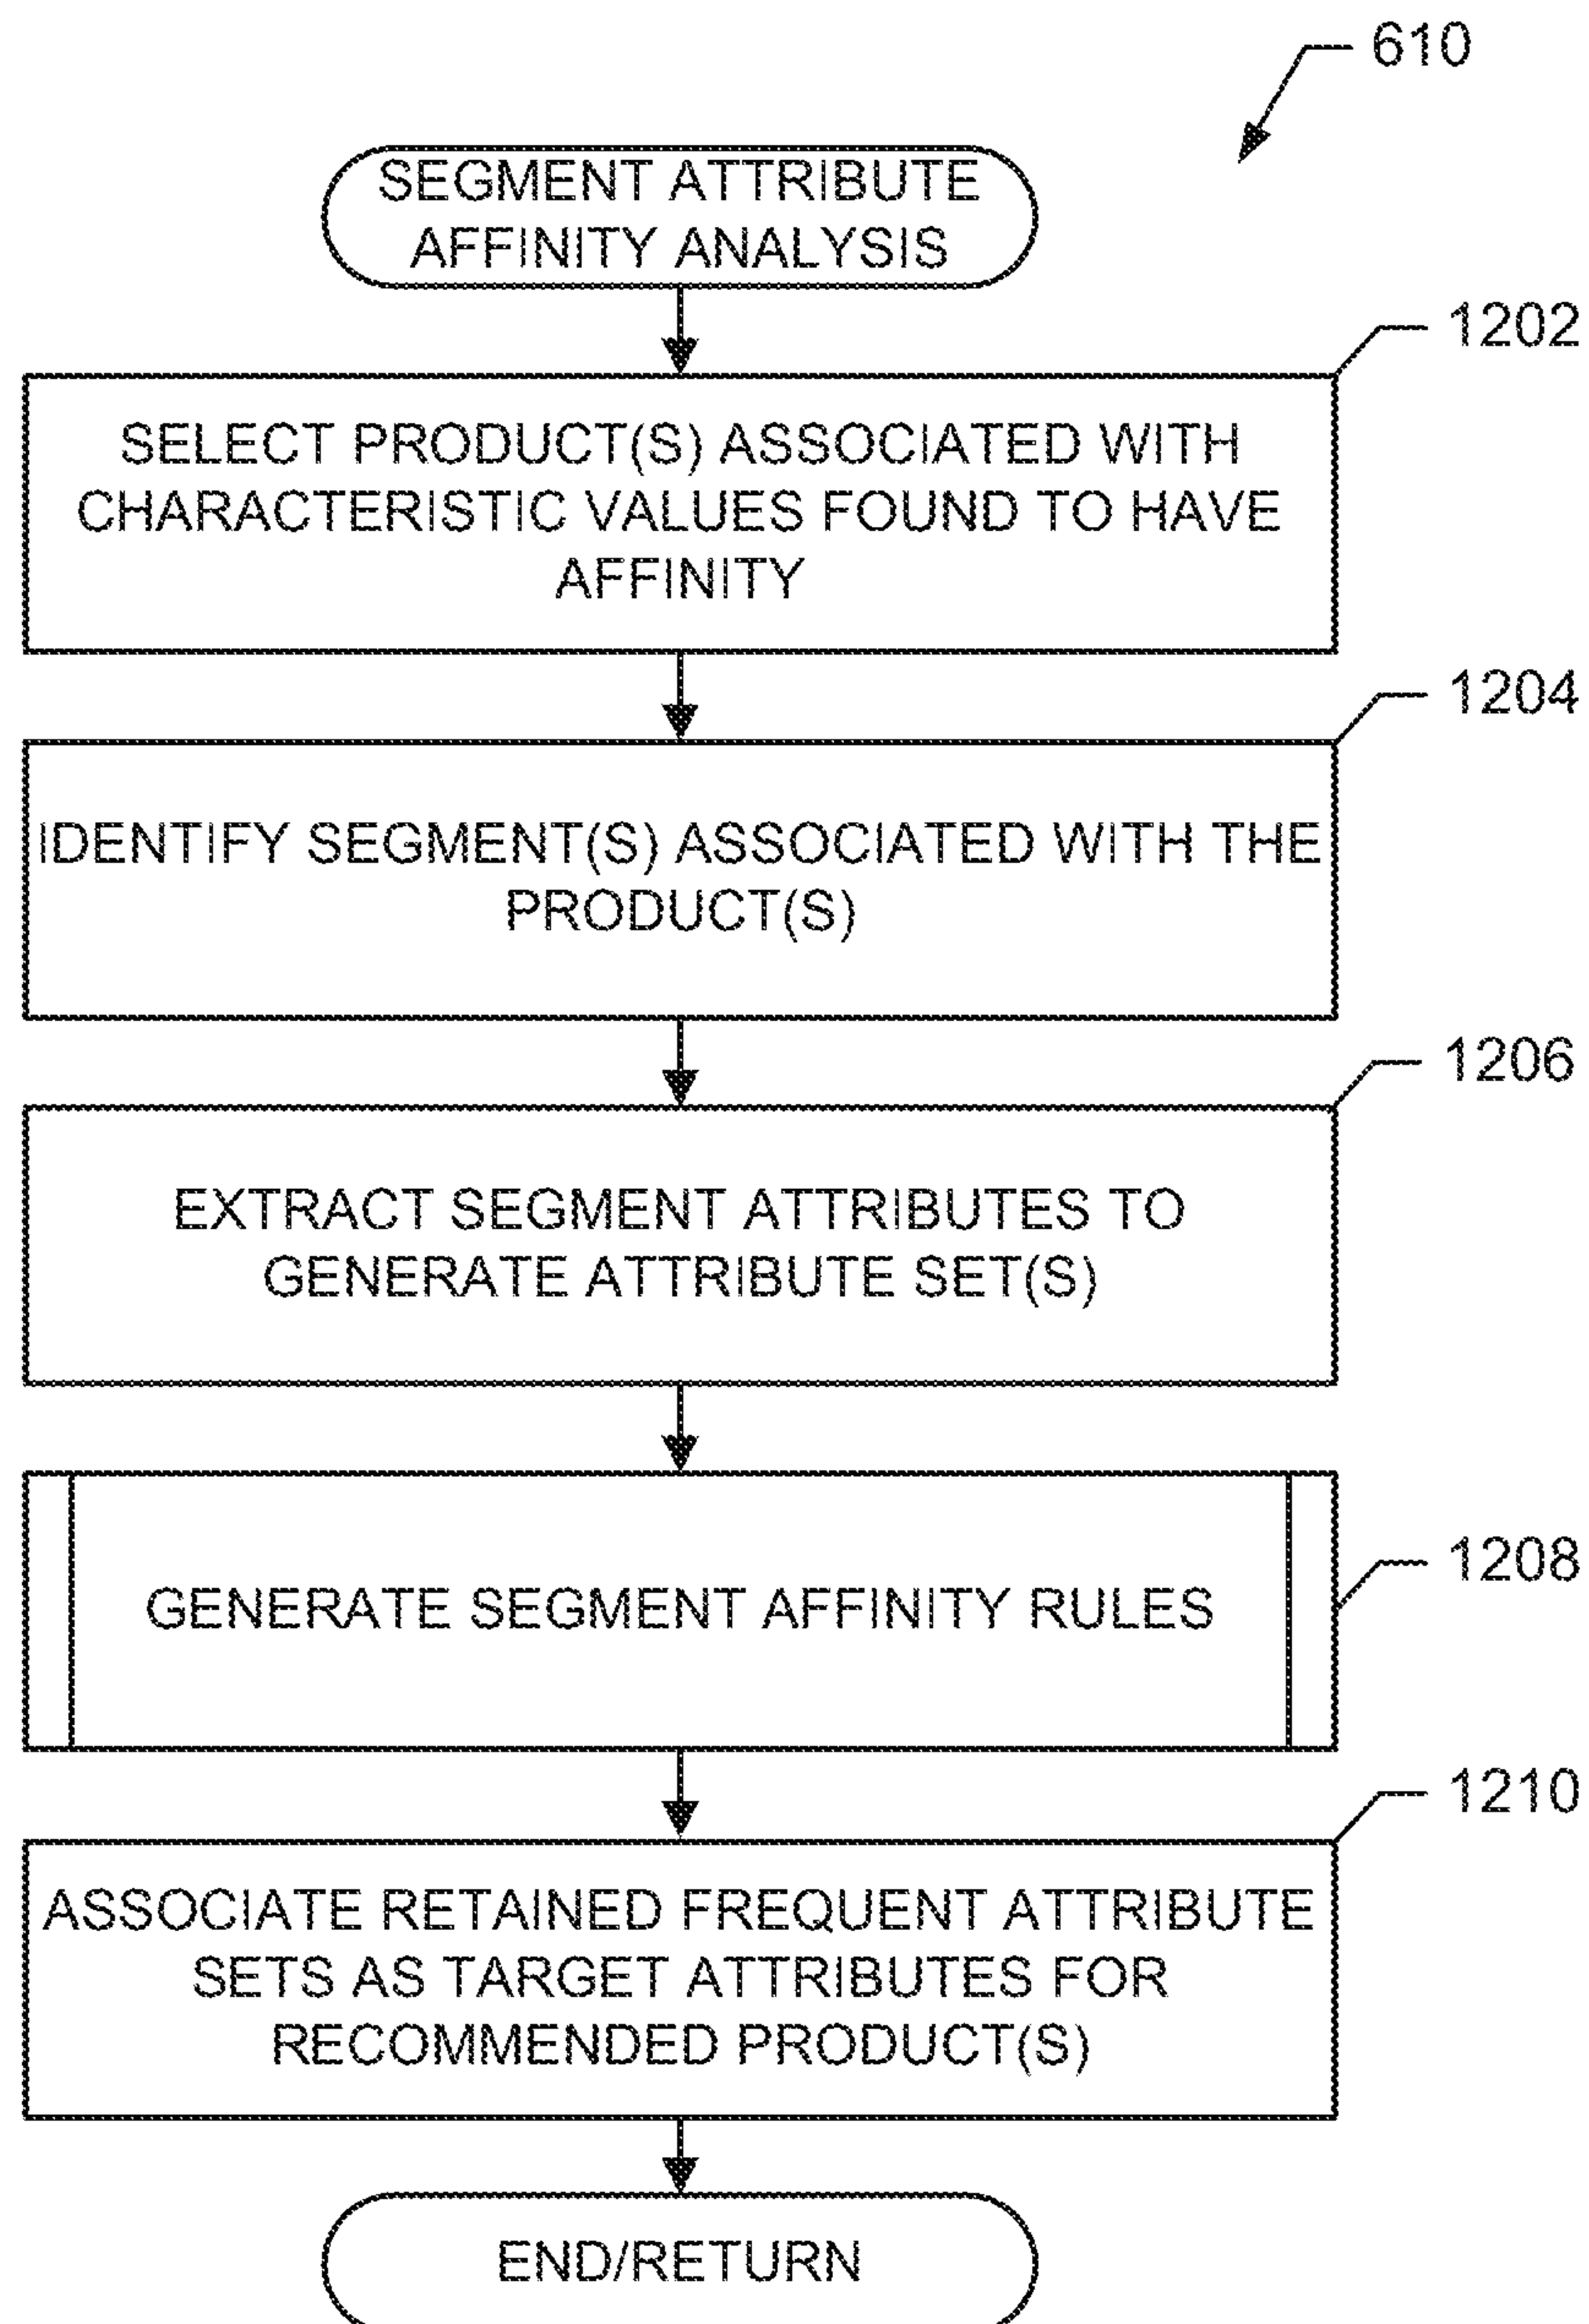 610
SEGMENT ATTRIBUTE
AFFINITY ANALYSIS
1202
SELECT PRODUCT(S) ASSOCIATED WITH
CHARACTERISTIC VALUES FOUND TO HAVE
AFFINITY
1204
IDENTIFY SEGMENT(S) ASSOCIATED WITH THE
PRODUCT(S)
1206
EXTRACT SEGMENT ATTRIBUTES TO
GENERATE ATTRIBUTE SET(S)
1208
GENERATE SEGMENT AFFINITY RULES
1210
ASSOCIATE RETAINED FREQUENT ATTRIBUTE
SETS AS TARGET ATTRIBUTES FOR
RECOMMENDED PRODUCT(S)
END/RETURN